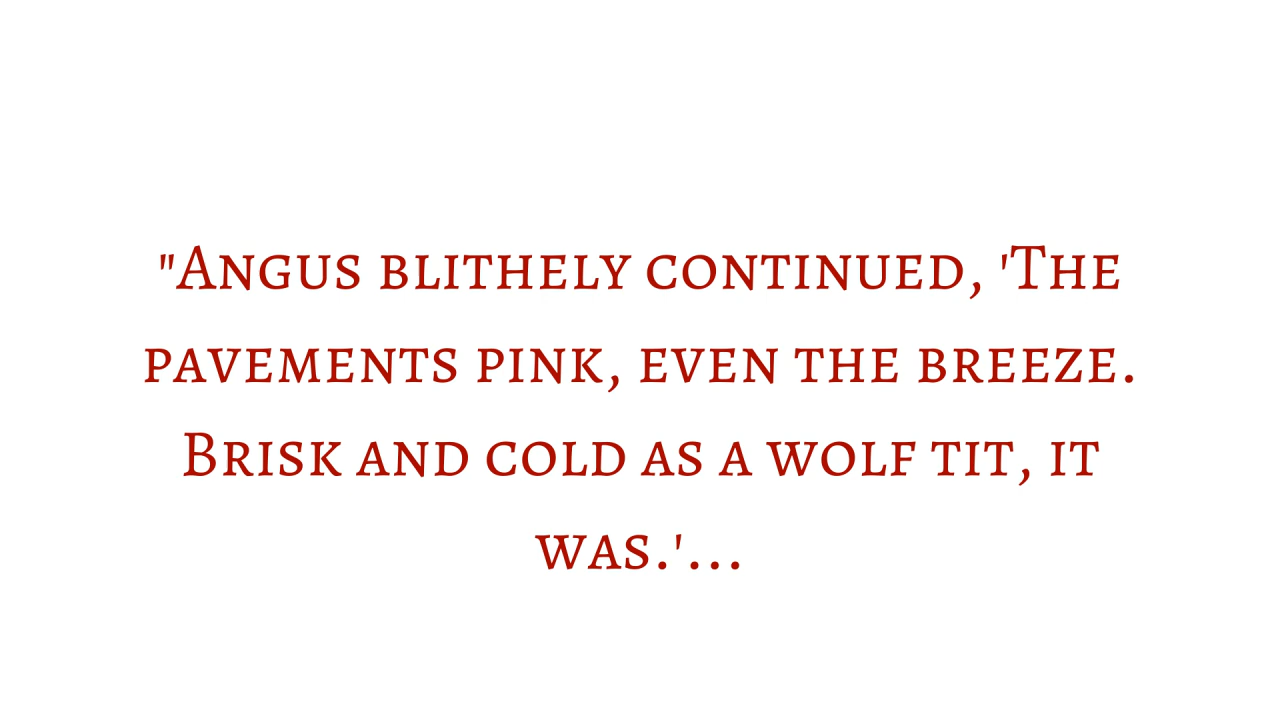 "Angus blithely continued, 'The
pavements pink, even the breeze.
Brisk and cold as a wolf tit, it
was.'...